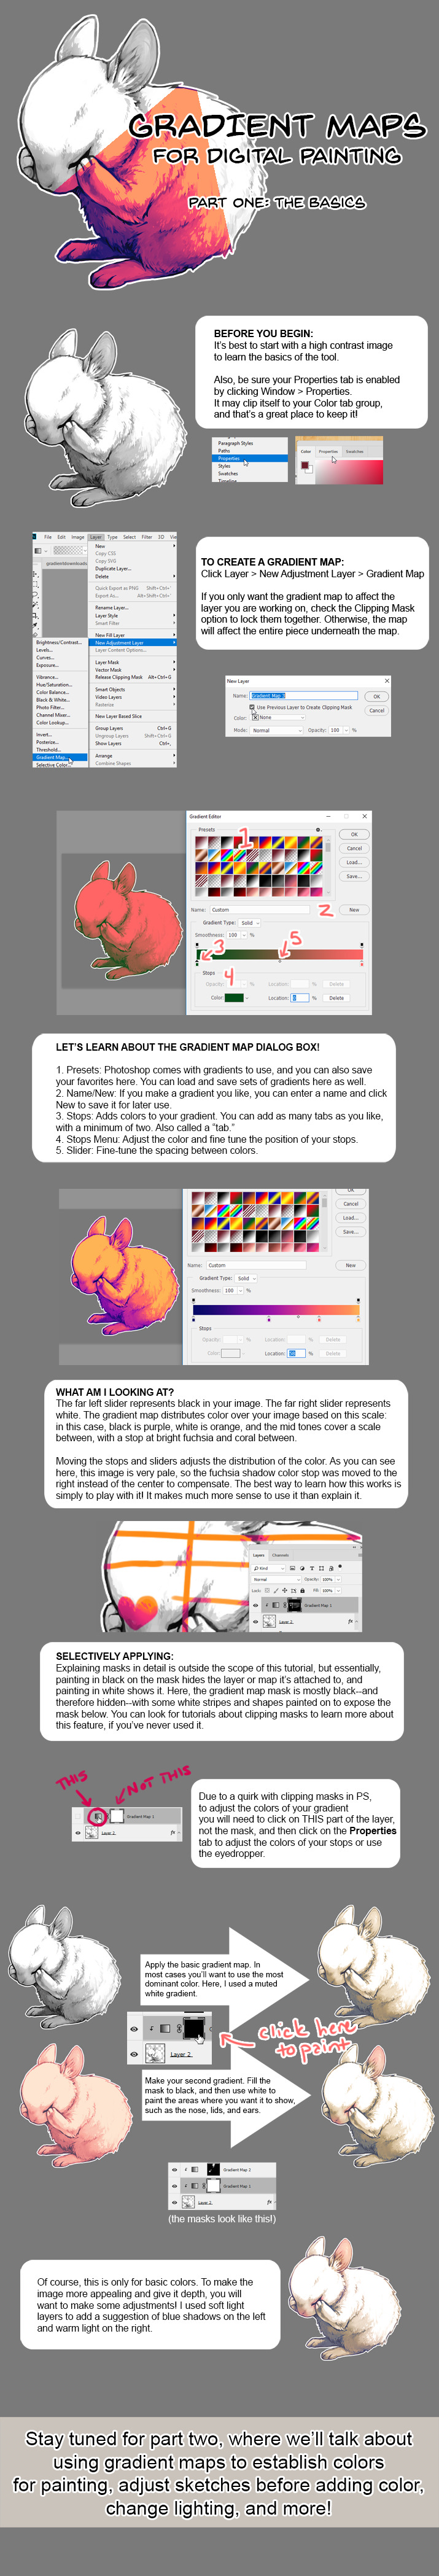 GRADIENT MAPS
FOR DIGITAL PAINTING
PART ONE: THE BASICS
BEFORE YOU BEGIN:
It's best to start with a high contrast image
to learn the basics of the tool.
Also, be sure your Properties tab is enabled
by clicking Window > Properties.
It may clip itself to your Color tab group,
and that's a great place to keep it!
Paragraph Styles
Paths
Properties
Styles
Swatches
Timeline
Color Properties Swatches
File Edit Image Layer Type Select Filter 3D
New
Copy CSS
Copy SVG
Duplicate Layer...
Delete
Quick Export as PNG Shift+Ctrl+'
Export As... Alt+Shift+Ctrl+'
Rename Layer...
Layer Style
Smart Filter
New Fill Layer
New Adjustment Layer
Layer Content Options...
Layer Mask
Vector Mask
Release Clipping Mask Alt+Ctrl+G
Smart Objects
Video Layers
Rasterize
New Layer Based Slice
Group Layers Ctrl+G
Ungroup Layers Shift+Ctrl+G
Show Layers Ctrl+,
Arrange
Combine Shapes
Brightness/Contrast...
Levels...
Curves...
Exposure...
Vibrance...
Hue/Saturation...
Color Balance...
Black & White...
Photo Filter...
Channel Mixer...
Color Lookup...
Invert...
Posterize...
Threshold...
Gradient Map...
Selective Color...
TO CREATE A GRADIENT MAP:
Click Layer > New Adjustment Layer > Gradient Map
If you only want the gradient map to affect the
layer you are working on, check the Clipping Mask
option to lock them together. Otherwise, the map
will affect the entire piece underneath the map.
New Layer
Name: Gradient Map 2 OK
Use Previous Layer to Create Clipping Mask
Cancel
Color: None
Mode: Normal Opacity: 100 %
Gradient Editor
Presets
1
OK
Cancel
Load...
Save...
Name: Custom 2 New
Gradient Type: Solid
Smoothness: 100 %
3 5
Stops 4
Opacity: % Location: % Delete
Color: Location: % Delete
LET'S LEARN ABOUT THE GRADIENT MAP DIALOG BOX!
1. Presets: Photoshop comes with gradients to use, and you can also save
your favorites here. You can load and save sets of gradients here as well.
2. Name/New: If you make a gradient you like, you can enter a name and click
New to save it for later use.
3. Stops: Adds colors to your gradient. You can add as many tabs as you like,
with a minimum of two. Also called a "tab."
4. Stops Menu: Adjust the color and fine tune the position of your stops.
5. Slider: Fine-tune the spacing between colors.
OK
Cancel
Load...
Save...
Name: Custom New
Gradient Type: Solid
Smoothness: 100 %
Stops
Opacity: % Location: % Delete
Color: Location: % Delete
WHAT AM I LOOKING AT?
The far left slider represents black in your image. The far right slider represents
white. The gradient map distributes color over your image based on this scale:
in this case, black is purple, white is orange, and the mid tones cover a scale
between, with a stop at bright fuchsia and coral between.
Moving the stops and sliders adjusts the distribution of the color. As you can see
here, this image is very pale, so the fuchsia shadow color stop was moved to the
right instead of the center to compensate. The best way to learn how this works is
simply to play with it! It makes much more sense to use it than explain it.
Layers Channels
Kind
Normal Opacity: 100%
Lock: Fill: 100%
Gradient Map 1
Layer 2 fx
SELECTIVELY APPLYING:
Explaining masks in detail is outside the scope of this tutorial, but essentially,
painting in black on the mask hides the layer or map it's attached to, and
painting in white shows it. Here, the gradient map mask is mostly black--and
therefore hidden--with some white stripes and shapes painted on to expose the
mask below. You can look for tutorials about clipping masks to learn more about
this feature, if you've never used it.
THIS NOT THIS
Gradient Map 1
Layer 2 fx
Due to a quirk with clipping masks in PS,
to adjust the colors of your gradient
you will need to click on THIS part of the layer,
not the mask, and then click on the Properties
tab to adjust the colors of your stops or use
the eyedropper.
Apply the basic gradient map. In
most cases you'll want to use the most
dominant color. Here, I used a muted
white gradient.
click here
to paint
Layer 2
Make your second gradient. Fill the
mask to black, and then use white to
paint the areas where you want it to show,
such as the nose, lids, and ears.
Gradient Map 2
Gradient Map 1
Layer 2 fx
(the masks look like this!)
Of course, this is only for basic colors. To make the
image more appealing and give it depth, you will
want to make some adjustments! I used soft light
layers to add a suggestion of blue shadows on the left
and warm light on the right.
Stay tuned for part two, where we'll talk about
using gradient maps to establish colors
for painting, adjust sketches before adding color,
change lighting, and more!